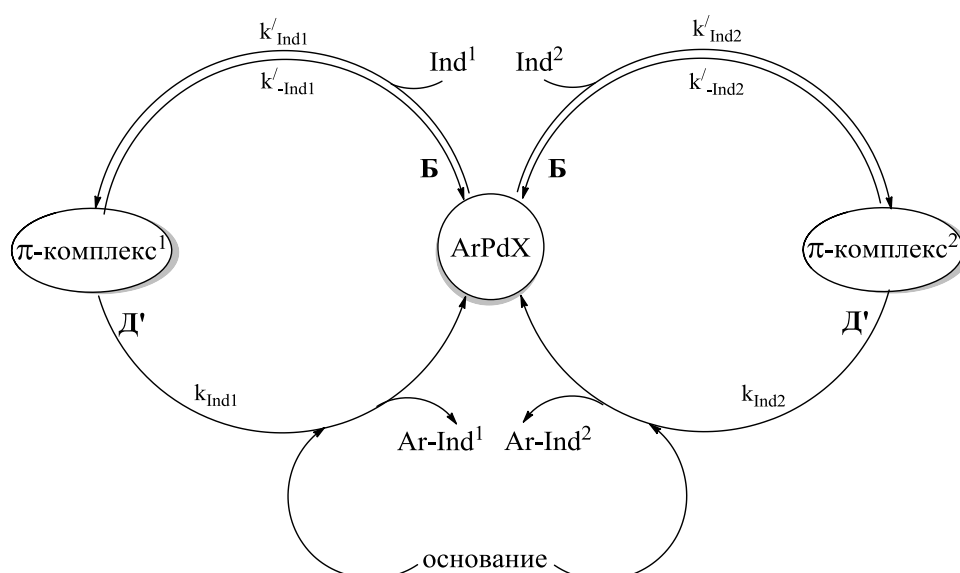 k/Ind1
k/-Ind1
Ind1
Ind2
k/Ind2
k/-Ind2
Б
Б
π-комплекс1
ArPdX
π-комплекс2
Д'
Д'
kInd1
kInd2
Ar-Ind1
Ar-Ind2
основание